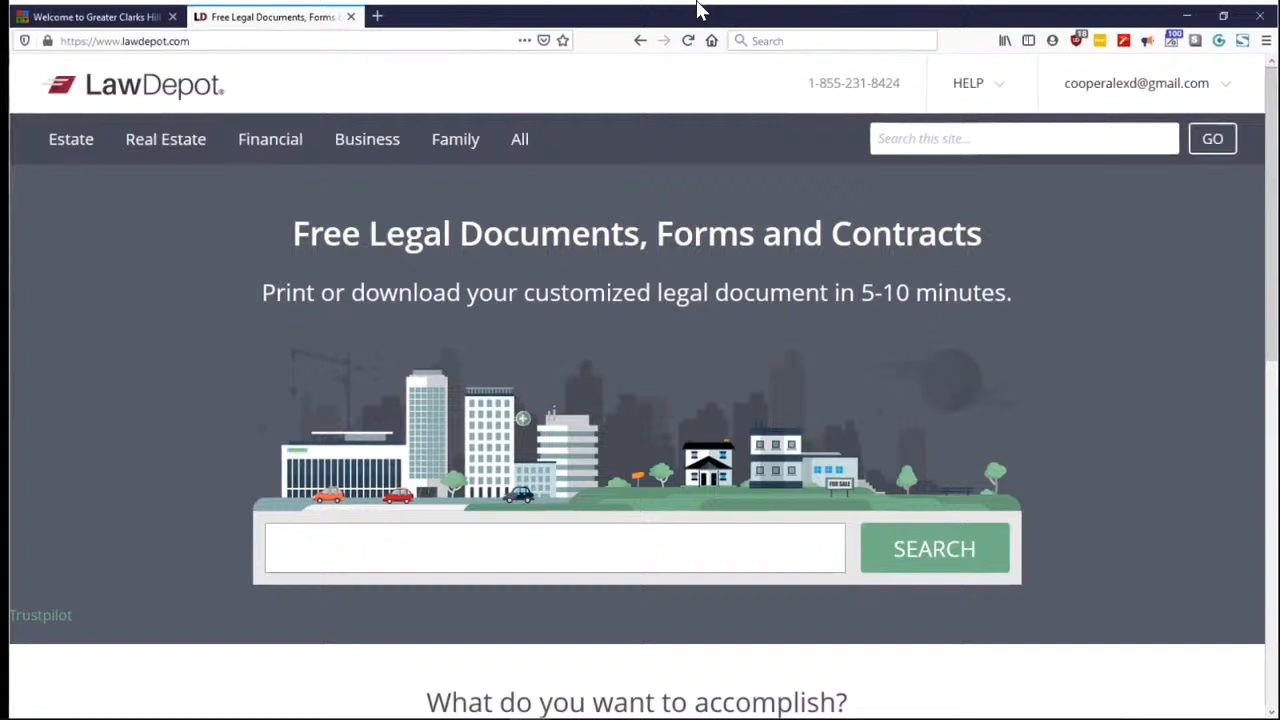 Welcome to Greater Clarks Hill
LD Free Legal Documents, Forms &
https://www.lawdepot.com
Search
18
100
LawDepot.
1-855-231-8424
HELP
cooperalexd@gmail.com
Estate
Real Estate
Financial
Business
Family
All
Search this site...
GO
Free Legal Documents, Forms and Contracts
Print or download your customized legal document in 5-10 minutes.
FOR SALE
SEARCH
Trustpilot
What do you want to accomplish?